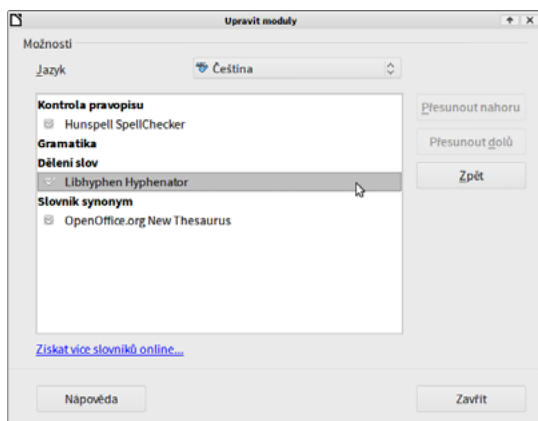 Upravit moduly
Možnosti
Jazyk
Čeština
Kontrola pravopisu
Hunspell SpellChecker
Gramatika
Dělení slov
Libhyphen Hyphenator
Slovník synonym
OpenOffice.org New Thesaurus
Přesunout nahoru
Přesunout dolů
Zpět
Získat více slovníků online...
Nápověda
Zavřít